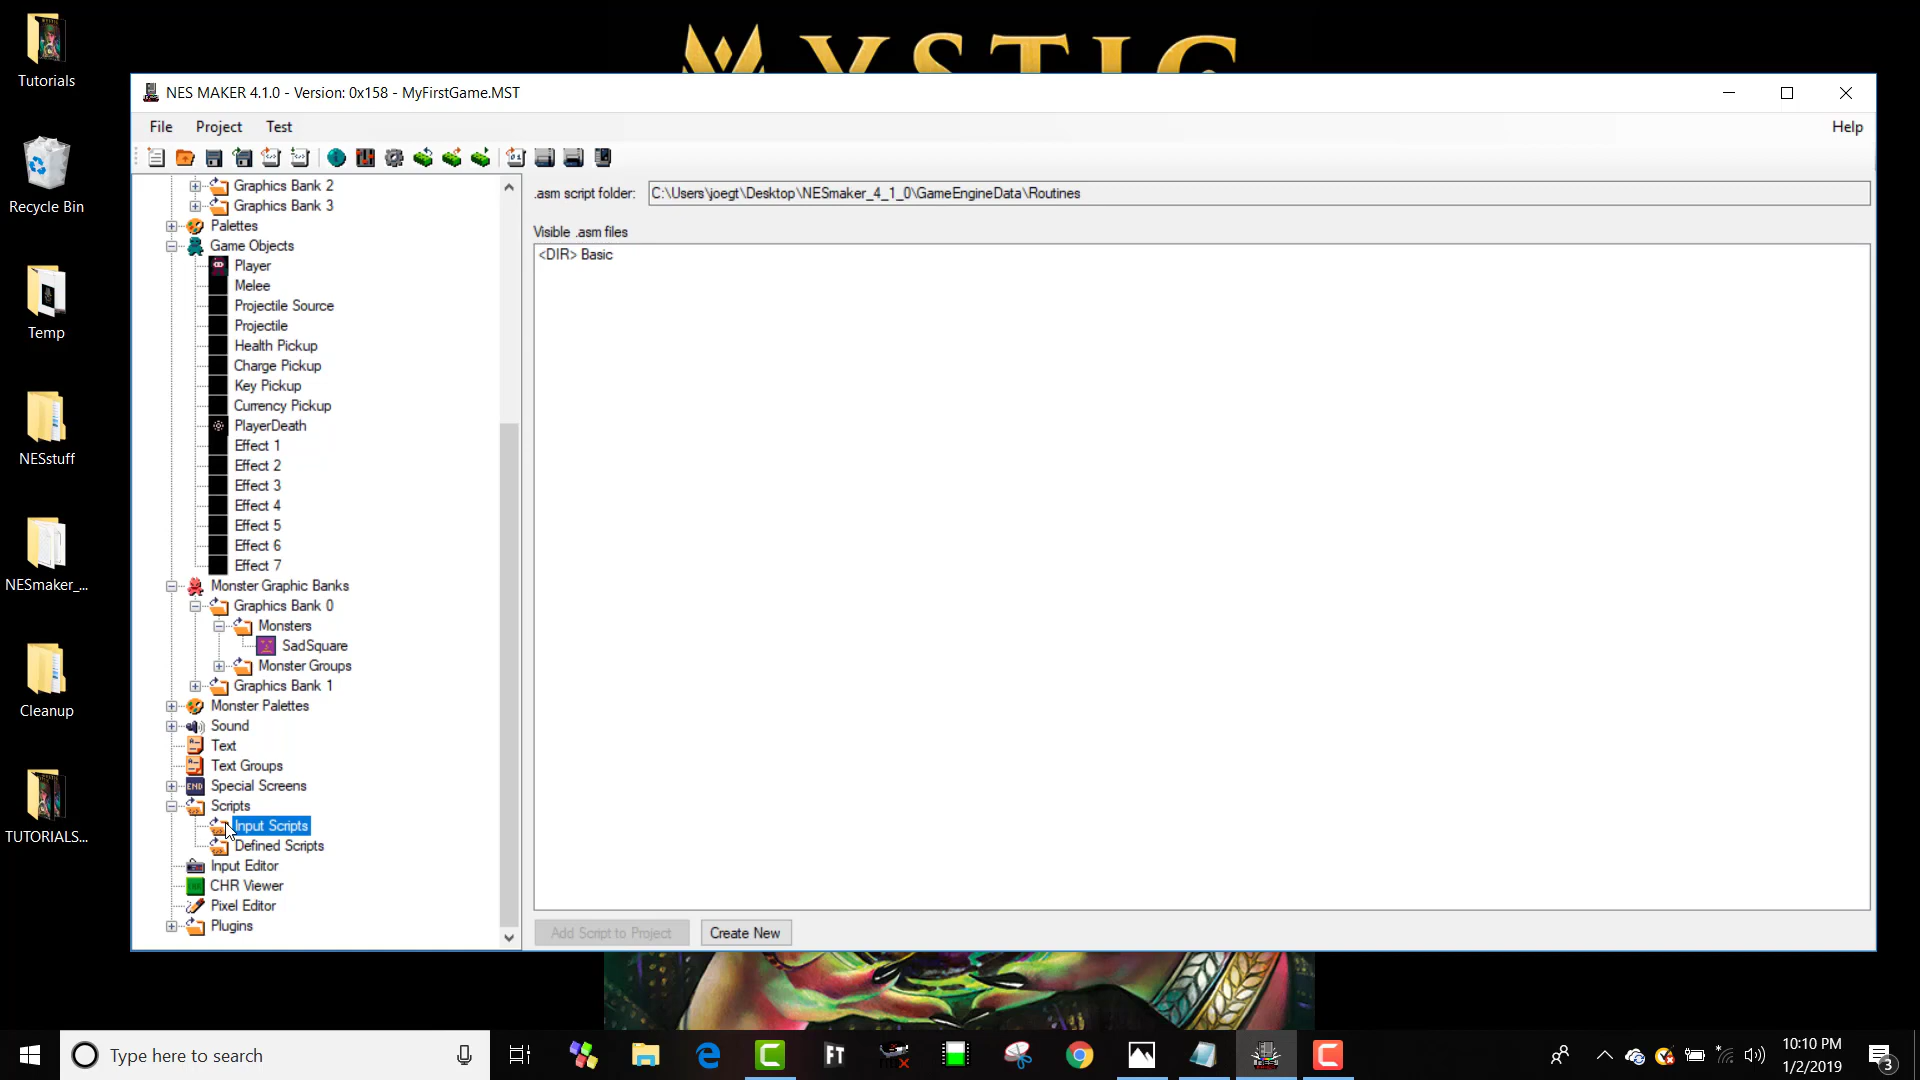 MYSTIC
Tutorials
Recycle Bin
Temp
NESstuff
NESmaker_...
Cleanup
TUTORIALS...
NES MAKER 4.1.0 - Version: 0x158 - MyFirstGame.MST
File Project Test Help
Graphics Bank 2
Graphics Bank 3
Palettes
Game Objects
Player
Melee
Projectile Source
Projectile
Health Pickup
Charge Pickup
Key Pickup
Currency Pickup
PlayerDeath
Effect 1
Effect 2
Effect 3
Effect 4
Effect 5
Effect 6
Effect 7
Monster Graphic Banks
Graphics Bank 0
Monsters
SadSquare
Monster Groups
Graphics Bank 1
Monster Palettes
Sound
Text
Text Groups
END Special Screens
Scripts
Input Scripts
Defined Scripts
Input Editor
CHR Viewer
Pixel Editor
Plugins
.asm script folder: C:\Users\joegt\Desktop\NESmaker_4_1_0\GameEngineData\Routines
Visible .asm files
<DIR> Basic
Add Script to Project Create New
Type here to search
FT
10:10 PM
1/2/2019
3